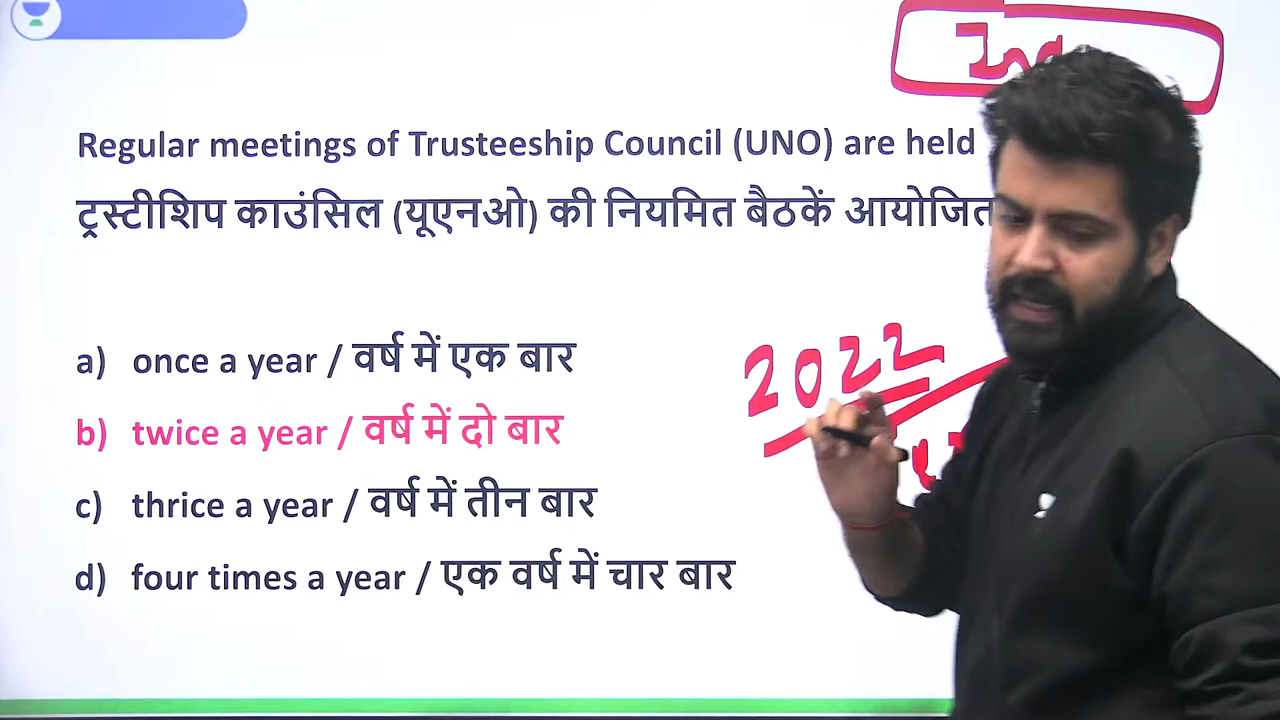 Regular meetings of Trusteeship Council (UNO) are held
ट्रस्टीशिप काउंसिल (यूएनओ) की नियमित बैठकें आयोजित
a) once a year / वर्ष में एक बार
b) twice a year / वर्ष में दो बार
2022
c) thrice a year / वर्ष में तीन बार
d) four times a year / एक वर्ष में चार बार